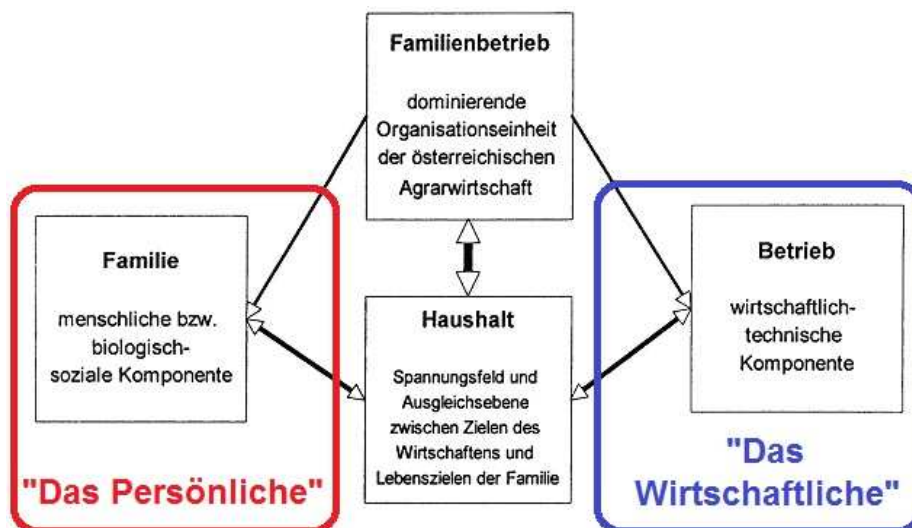 Familienbetrieb
dominierende
Organisationseinheit
der österreichischen
Agrarwirtschaft
Familie
menschliche bzw.
biologisch-
soziale Komponente
"Das Persönliche"
Haushalt
Spannungsfeld und
Ausgleichsebene
zwischen Zielen des
Wirtschaftens und
Lebenszielen der Familie
Betrieb
wirtschaftlich-
technische
Komponente
"Das
Wirtschaftliche"